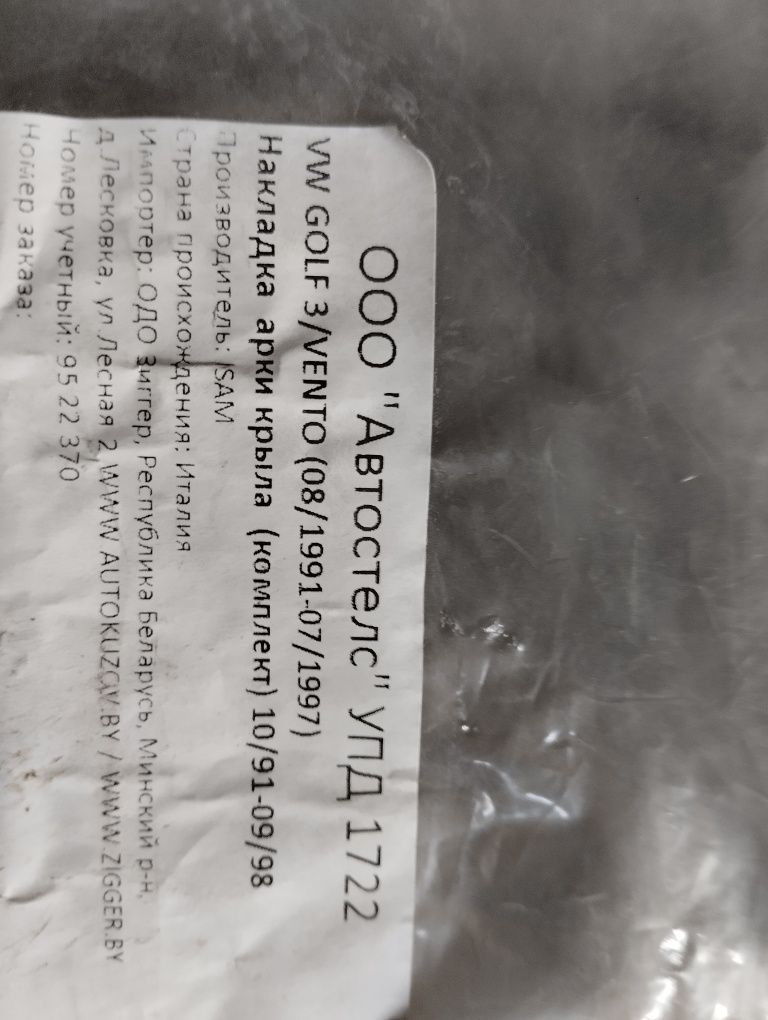 ООО "Автостелс" УПД 1722
VW GOLF 3/VENTO (08/1991-07/1997)
Накладка арки крыла (комплект) 10/91-09/98
Производитель: ISAM
Страна происхождения: Италия
Импортер: ОДО Зиггер, Республика Беларусь, Минский р-н,
д.Лесковка, ул.Лесная 2, WWW.AUTOKUZOV.BY / WWW.ZIGGER.BY
Номер учетный: 95 22 370
Номер заказа: